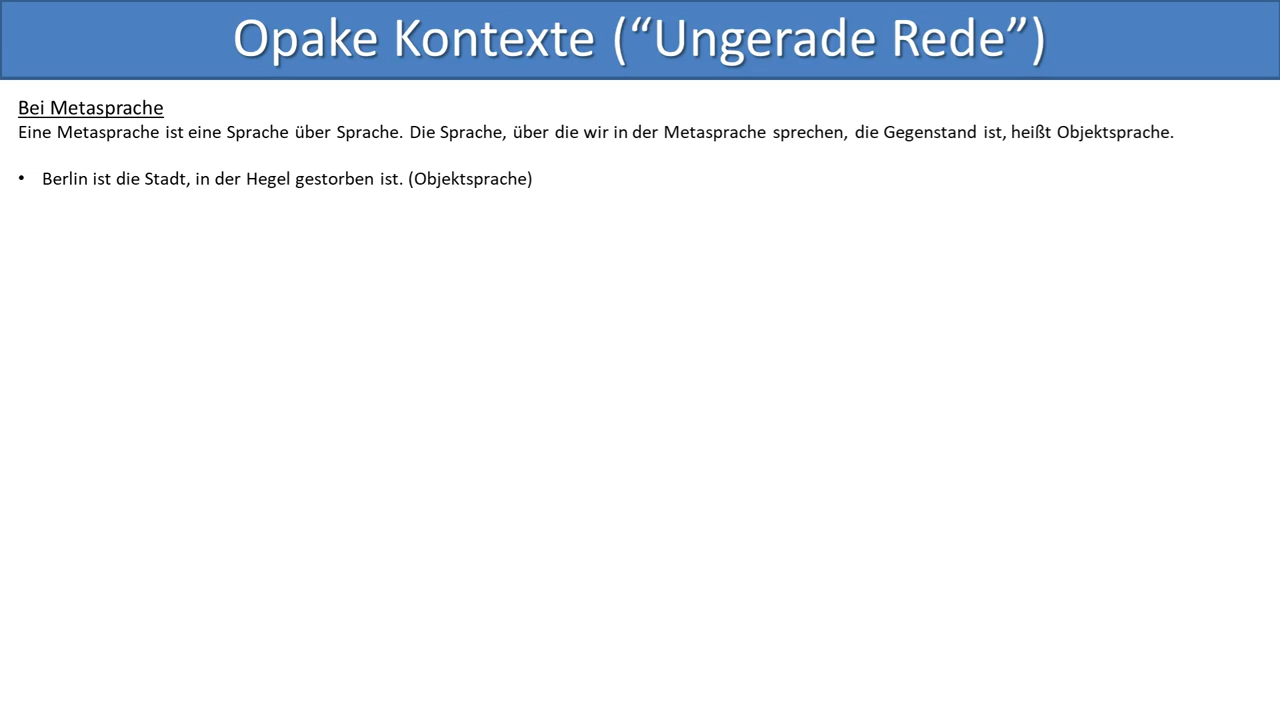 Opake Kontexte (“Ungerade Rede”)
Bei Metasprache
Eine Metasprache ist eine Sprache über Sprache. Die Sprache, über die wir in der Metasprache sprechen, die Gegenstand ist, heißt Objektsprache.
• Berlin ist die Stadt, in der Hegel gestorben ist. (Objektsprache)